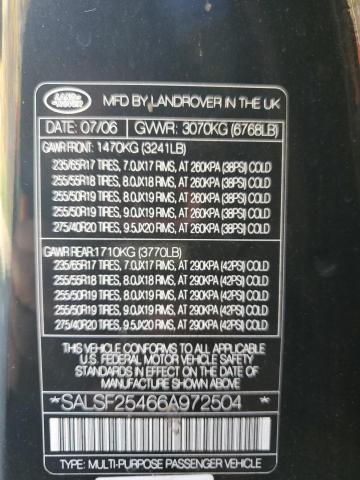 LAND
ROVER
MFD BY LANDROVER IN THE UK
DATE: 07/06 GVWR: 3070KG (6768LB)
GAWR FRONT: 1470KG (3241LB)
235/65R17 TIRES, 7.0JX17 RIMS, AT 260KPA (38PSI) COLD
255/55R18 TIRES, 8.0JX18 RIMS, AT 260KPA (38PSI) COLD
255/50R19 TIRES, 8.0JX19 RIMS, AT 260KPA (38PSI) COLD
255/50R19 TIRES, 9.0JX19 RIMS, AT 260KPA (38PSI) COLD
275/40R20 TIRES, 9.5JX20 RIMS, AT 260KPA (38PSI) COLD
GAWR REAR: 1710KG (3770LB)
235/65R17 TIRES, 7.0JX17 RIMS, AT 290KPA (42PSI) COLD
255/55R18 TIRES, 8.0JX18 RIMS, AT 290KPA (42PSI) COLD
255/50R19 TIRES, 8.0JX19 RIMS, AT 290KPA (42PSI) COLD
255/50R19 TIRES, 9.0JX19 RIMS, AT 290KPA (42PSI) COLD
275/40R20 TIRES, 9.5JX20 RIMS, AT 290KPA (42PSI) COLD
THIS VEHICLE CONFORMS TO ALL APPLICABLE
U.S. FEDERAL MOTOR VEHICLE SAFETY AND BUMPER
STANDARDS IN EFFECT ON THE DATE OF
MANUFACTURE SHOWN ABOVE.
*SALSF25466A972504*
TYPE: MULTI-PURPOSE PASSENGER VEHICLE